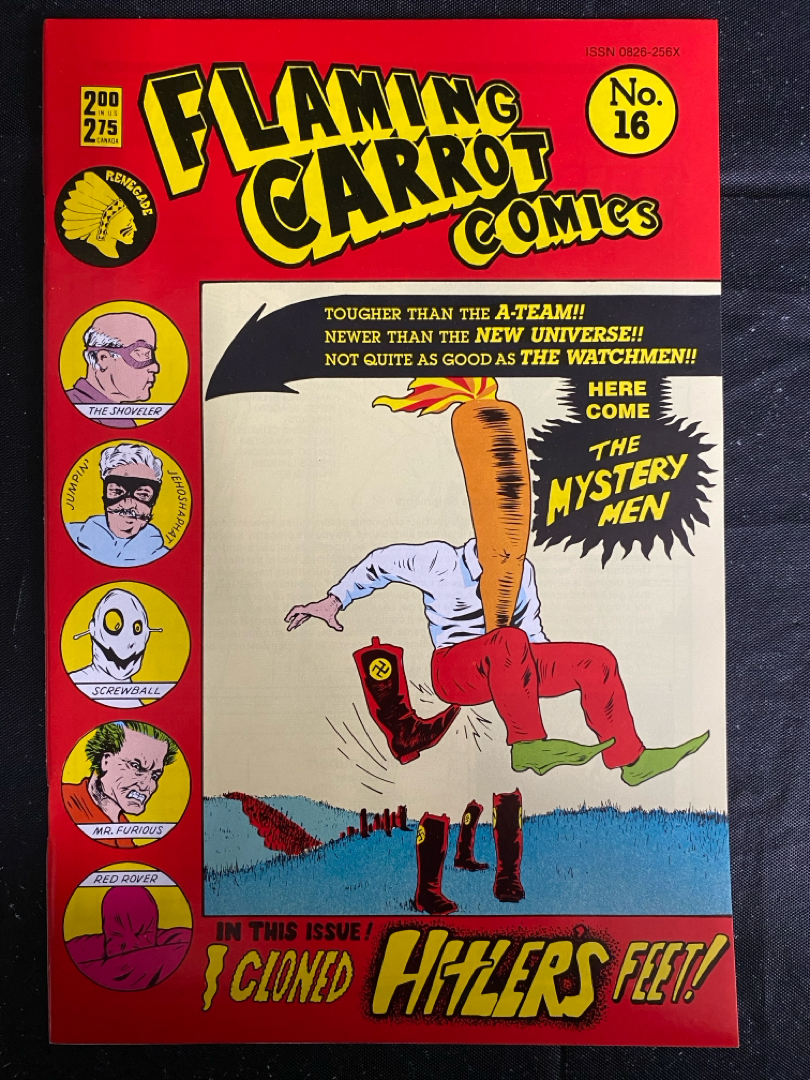 ISSN 0826-256X
2.00
IN U.S.
2.75
CANADA
FLAMING
CARROT
COMICS
No.
16
RENEGADE
TOUGHER THAN THE A-TEAM!!
NEWER THAN THE NEW UNIVERSE!!
NOT QUITE AS GOOD AS THE WATCHMEN!!
HERE
COME
THE
MYSTERY
MEN
THE SHOVELER
JUMPIN' JEHOSHAPHAT
SCREWBALL
MR. FURIOUS
RED ROVER
IN THIS ISSUE!
I CLONED HITLER'S FEET!